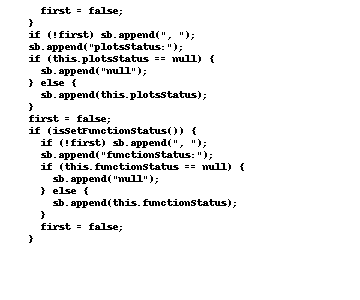 first = false;
}
if (!first) sb.append(", ");
sb.append("plotsStatus:");
if (this.plotsStatus == null) {
sb.append("null");
} else {
sb.append(this.plotsStatus);
}
first = false;
if (isSetFunctionStatus()) {
if (!first) sb.append(", ");
sb.append("functionStatus:");
if (this.functionStatus == null) {
sb.append("null");
} else {
sb.append(this.functionStatus);
}
first = false;
}